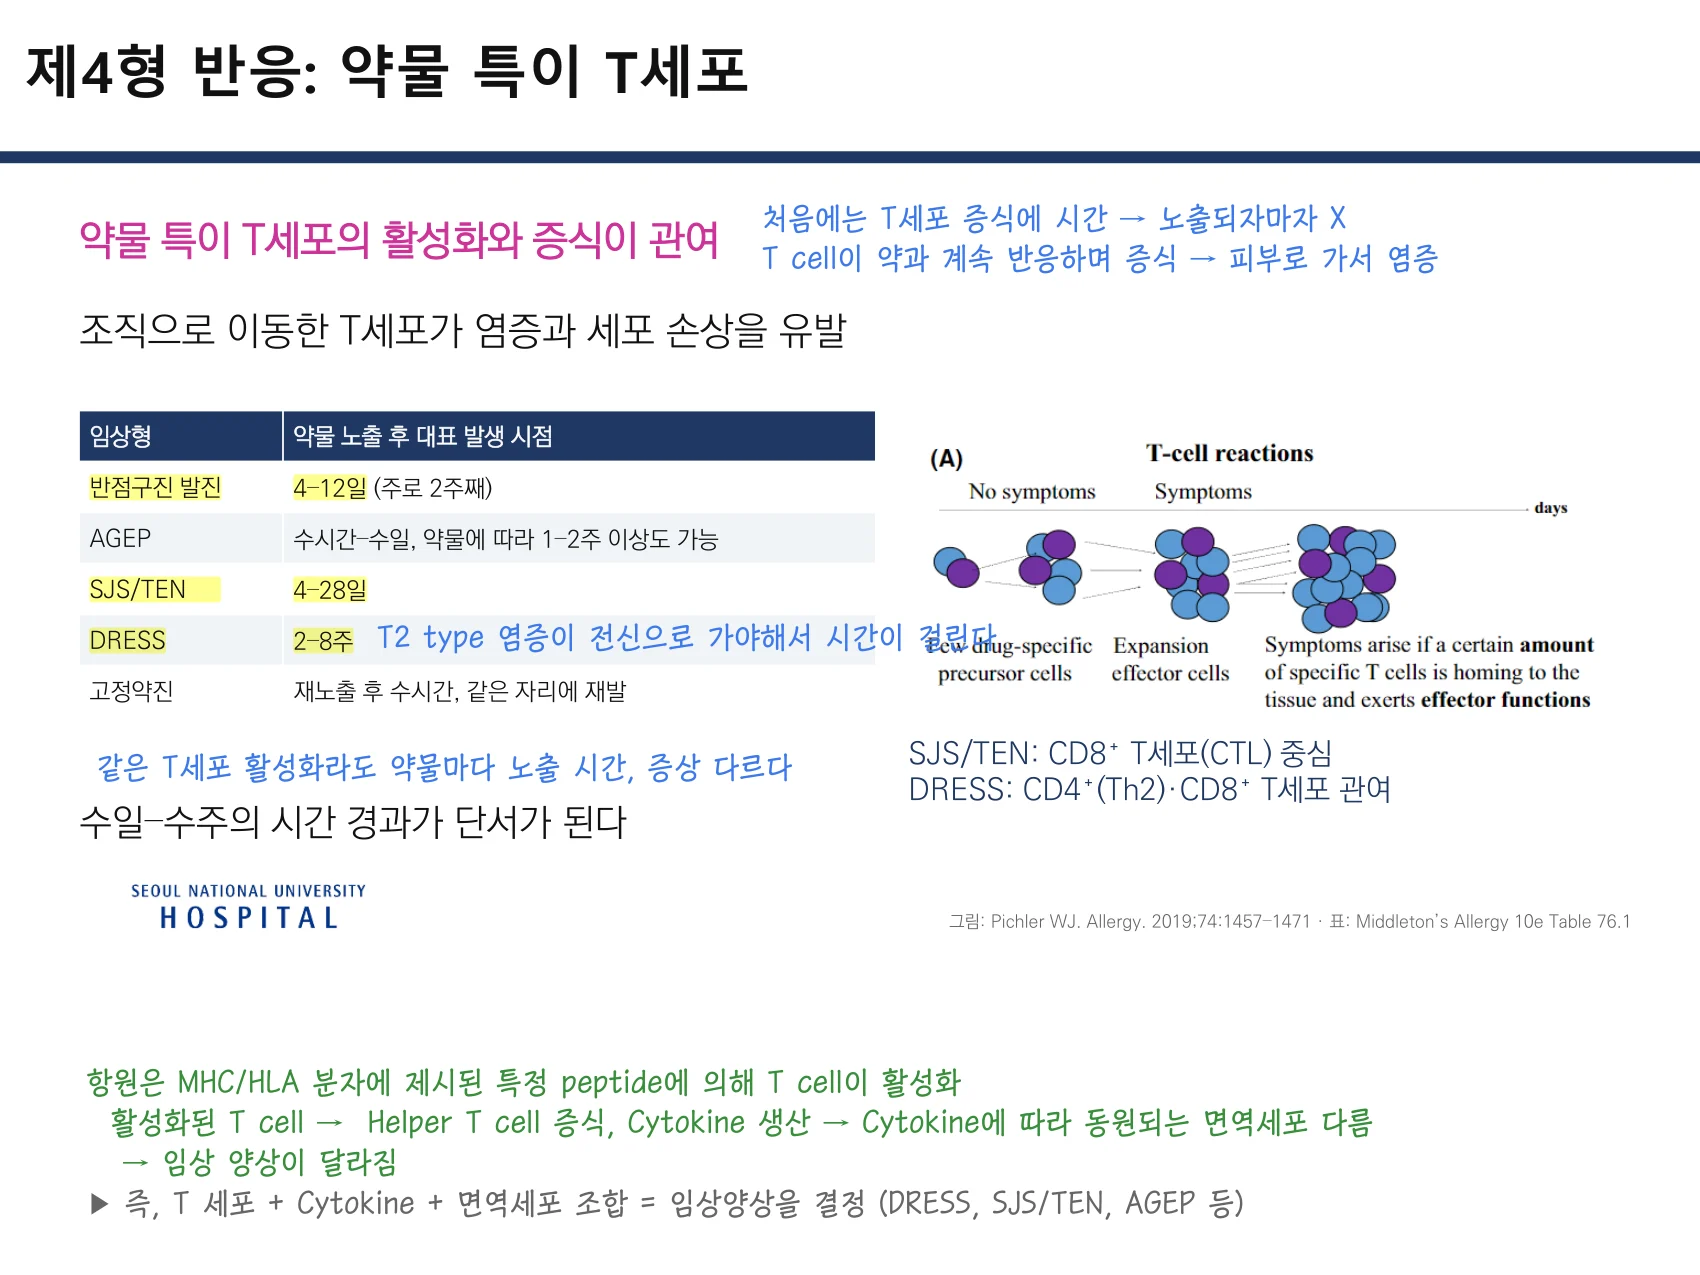 제4형 반응: 약물 특이 T세포
약물 특이 T세포의 활성화와 증식이 관여
처음에는 T세포 증식에 시간 → 노출되자마자 X
T cell이 약과 계속 반응하며 증식 → 피부로 가서 염증
조직으로 이동한 T세포가 염증과 세포 손상을 유발
임상형 약물 노출 후 대표 발생 시점
반점구진 발진 4–12일 (주로 2주째)
AGEP 수시간–수일, 약물에 따라 1–2주 이상도 가능
SJS/TEN 4–28일
DRESS 2–8주 T2 type 염증이 전신으로 가야해서 시간이 걸린다
고정약진 재노출 후 수시간, 같은 자리에 재발
같은 T세포 활성화라도 약물마다 노출 시간, 증상 다르다
수일–수주의 시간 경과가 단서가 된다
(A) T-cell reactions
No symptoms Symptoms
days
Few drug-specific
precursor cells
Expansion
effector cells
Symptoms arise if a certain amount
of specific T cells is homing to the
tissue and exerts effector functions
SJS/TEN: CD8⁺ T세포(CTL) 중심
DRESS: CD4⁺(Th2)·CD8⁺ T세포 관여
SEOUL NATIONAL UNIVERSITY
HOSPITAL
그림: Pichler WJ. Allergy. 2019;74:1457–1471 · 표: Middleton's Allergy 10e Table 76.1
항원은 MHC/HLA 분자에 제시된 특정 peptide에 의해 T cell이 활성화
활성화된 T cell → Helper T cell 증식, Cytokine 생산 → Cytokine에 따라 동원되는 면역세포 다름
→ 임상 양상이 달라짐
▶ 즉, T 세포 + Cytokine + 면역세포 조합 = 임상양상을 결정 (DRESS, SJS/TEN, AGEP 등)